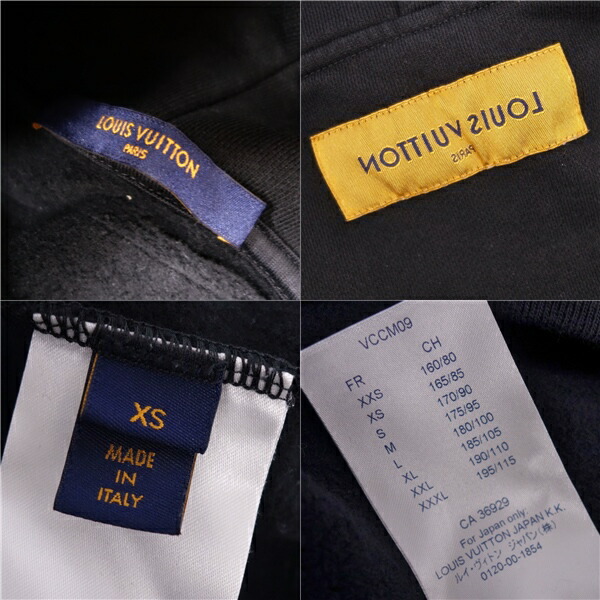 LOUIS VUITTON
PARIS
LOUIS VUITTON
PARIS
XS
MADE
IN
ITALY
VCCM09
FR CH
XXS 160/80
XS 165/85
S 170/90
M 175/95
L 180/100
XL 185/105
XXL 190/110
XXXL 195/115
CA 36929
For Japan only:
LOUIS VUITTON JAPAN K.K.
ルイ・ヴィトン ジャパン(株)
0120-00-1854